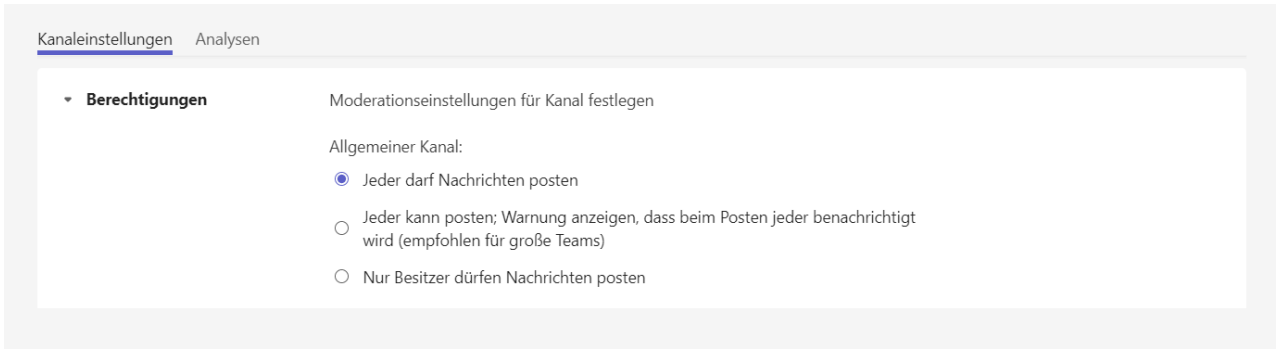 Kanaleinstellungen Analysen
Berechtigungen Moderationseinstellungen für Kanal festlegen
Allgemeiner Kanal:
Jeder darf Nachrichten posten
Jeder kann posten; Warnung anzeigen, dass beim Posten jeder benachrichtigt
wird (empfohlen für große Teams)
Nur Besitzer dürfen Nachrichten posten